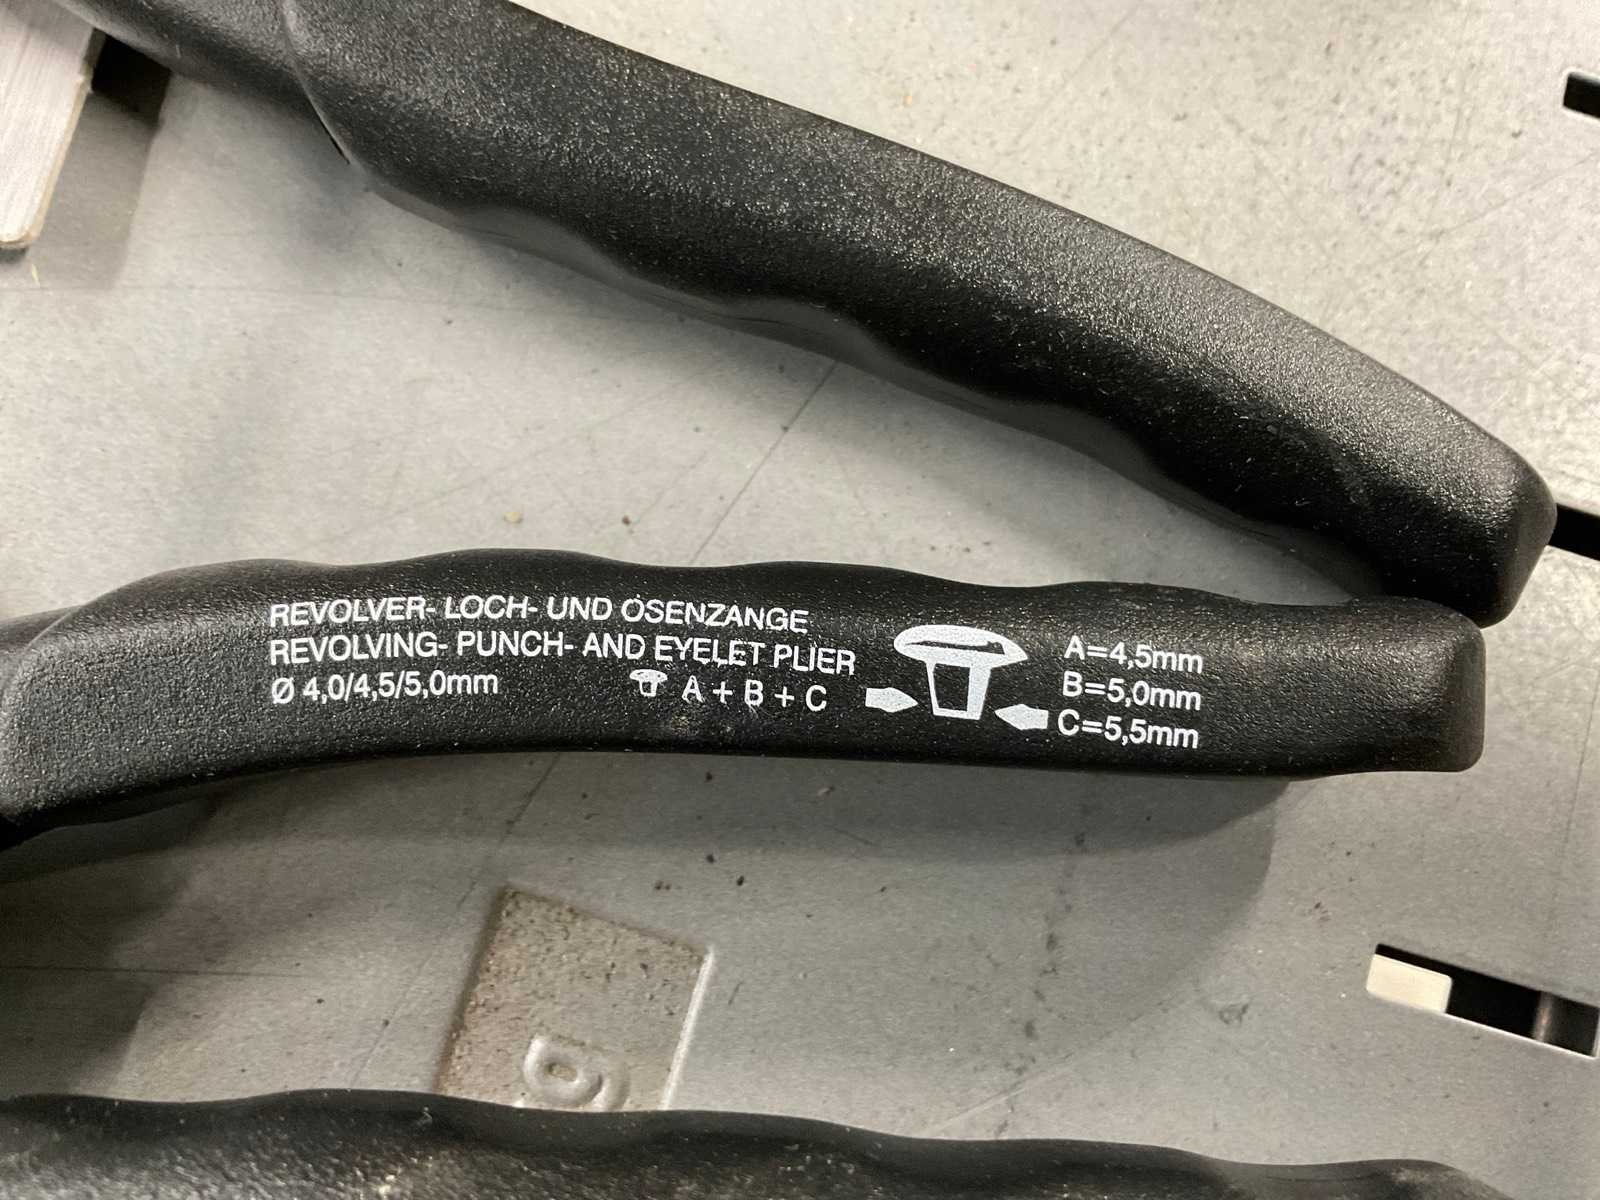 REVOLVER- LOCH- UND ÖSENZANGE
REVOLVING- PUNCH- AND EYELET PLIER
Ø 4,0/4,5/5,0mm
A + B + C
A=4,5mm
B=5,0mm
C=5,5mm
g